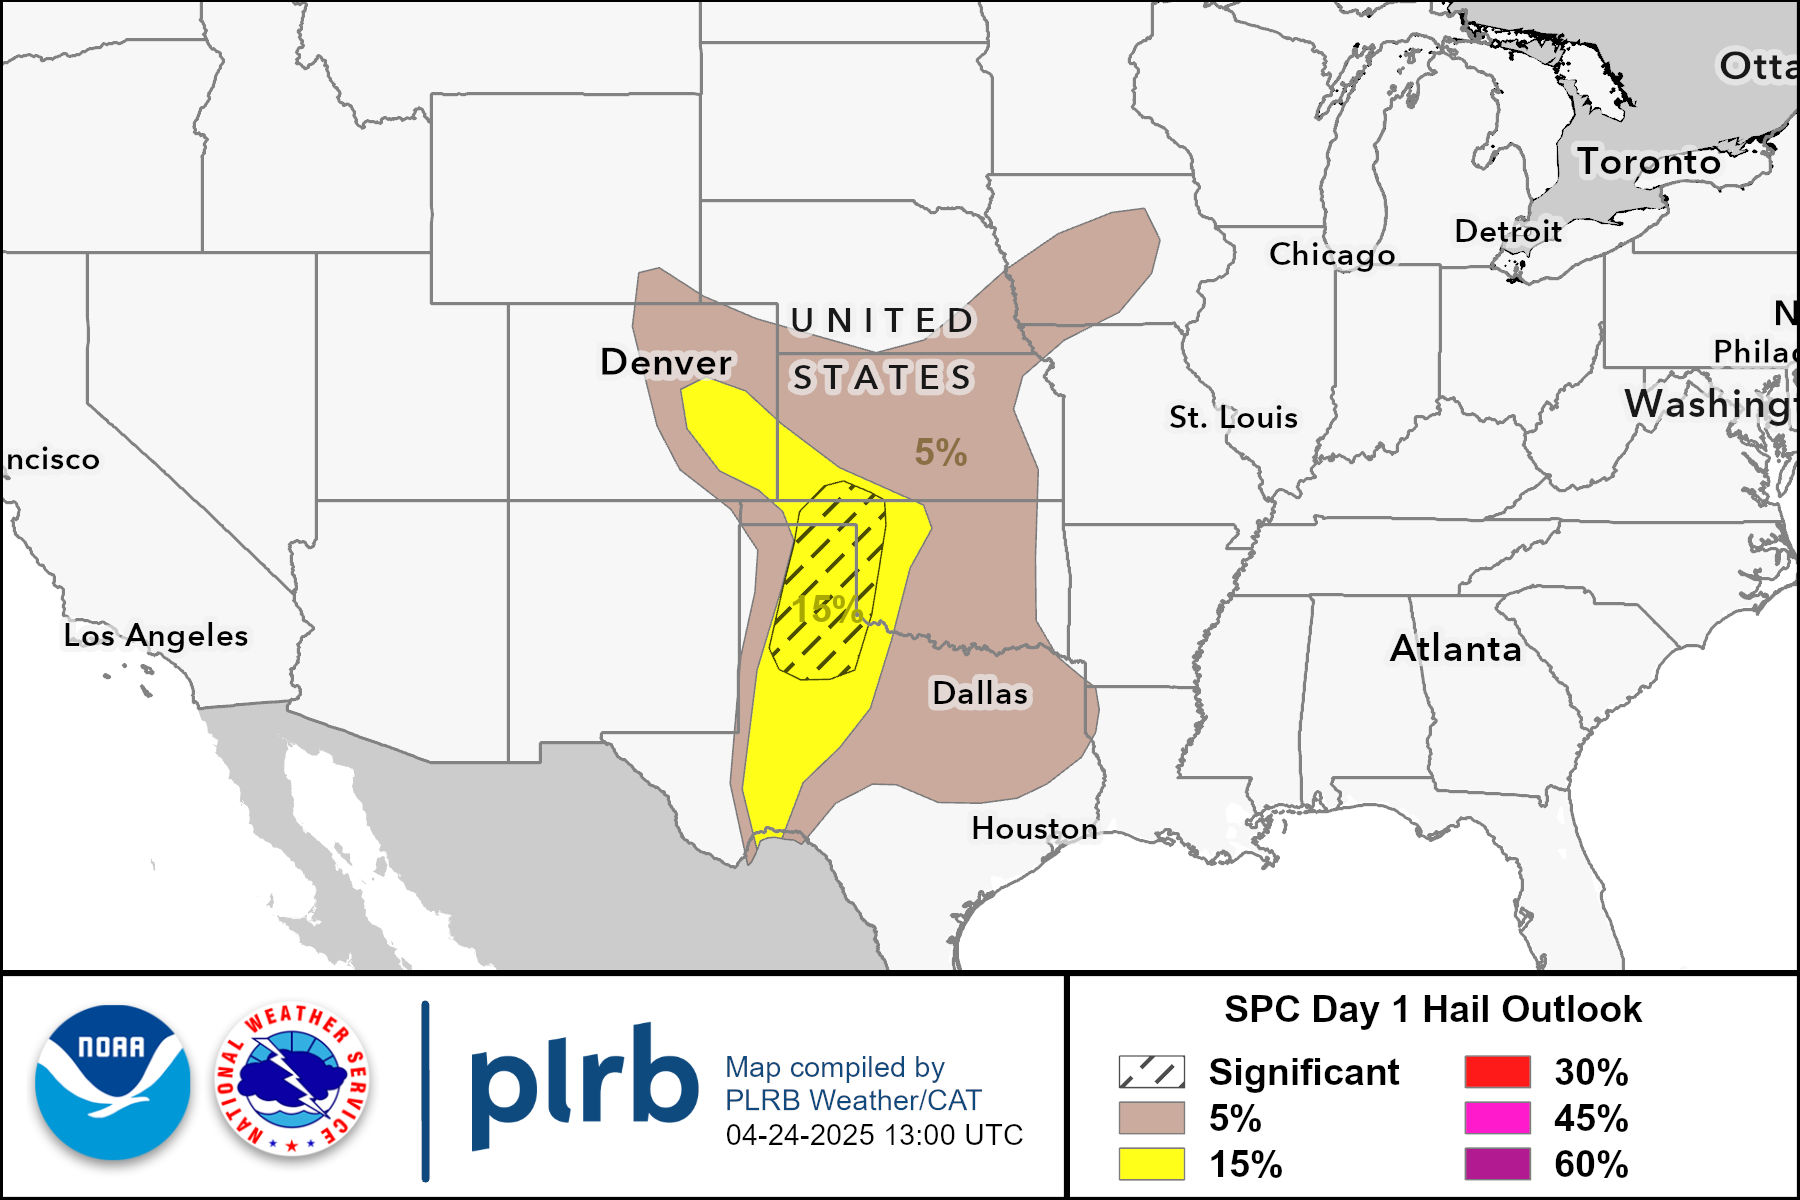 Otta
Toronto
Detroit
Chicago
UNITED
STATES
N
Philad
Denver
Washingt
St. Louis
5%
ncisco
15%
Los Angeles
Atlanta
Dallas
Houston
NOAA
NATIONAL WEATHER SERVICE
plrb
Map compiled by
PLRB Weather/CAT
04-24-2025 13:00 UTC
SPC Day 1 Hail Outlook
Significant
5%
15%
30%
45%
60%